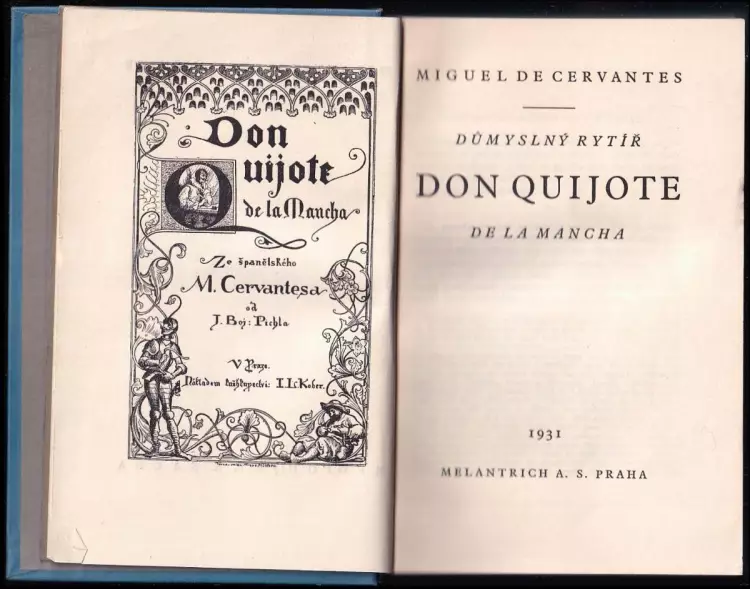 Don
Quijote
de la Mancha
Ze španělského
M. Cervantesa
od
J. Boj: Pichla
V Praze.
Nákladem kněhkupectví: I. L. Kober.
MIGUEL DE CERVANTES
DŮMYSLNÝ RYTÍŘ
DON QUIJOTE
DE LA MANCHA
1931
MELANTRICH A. S. PRAHA